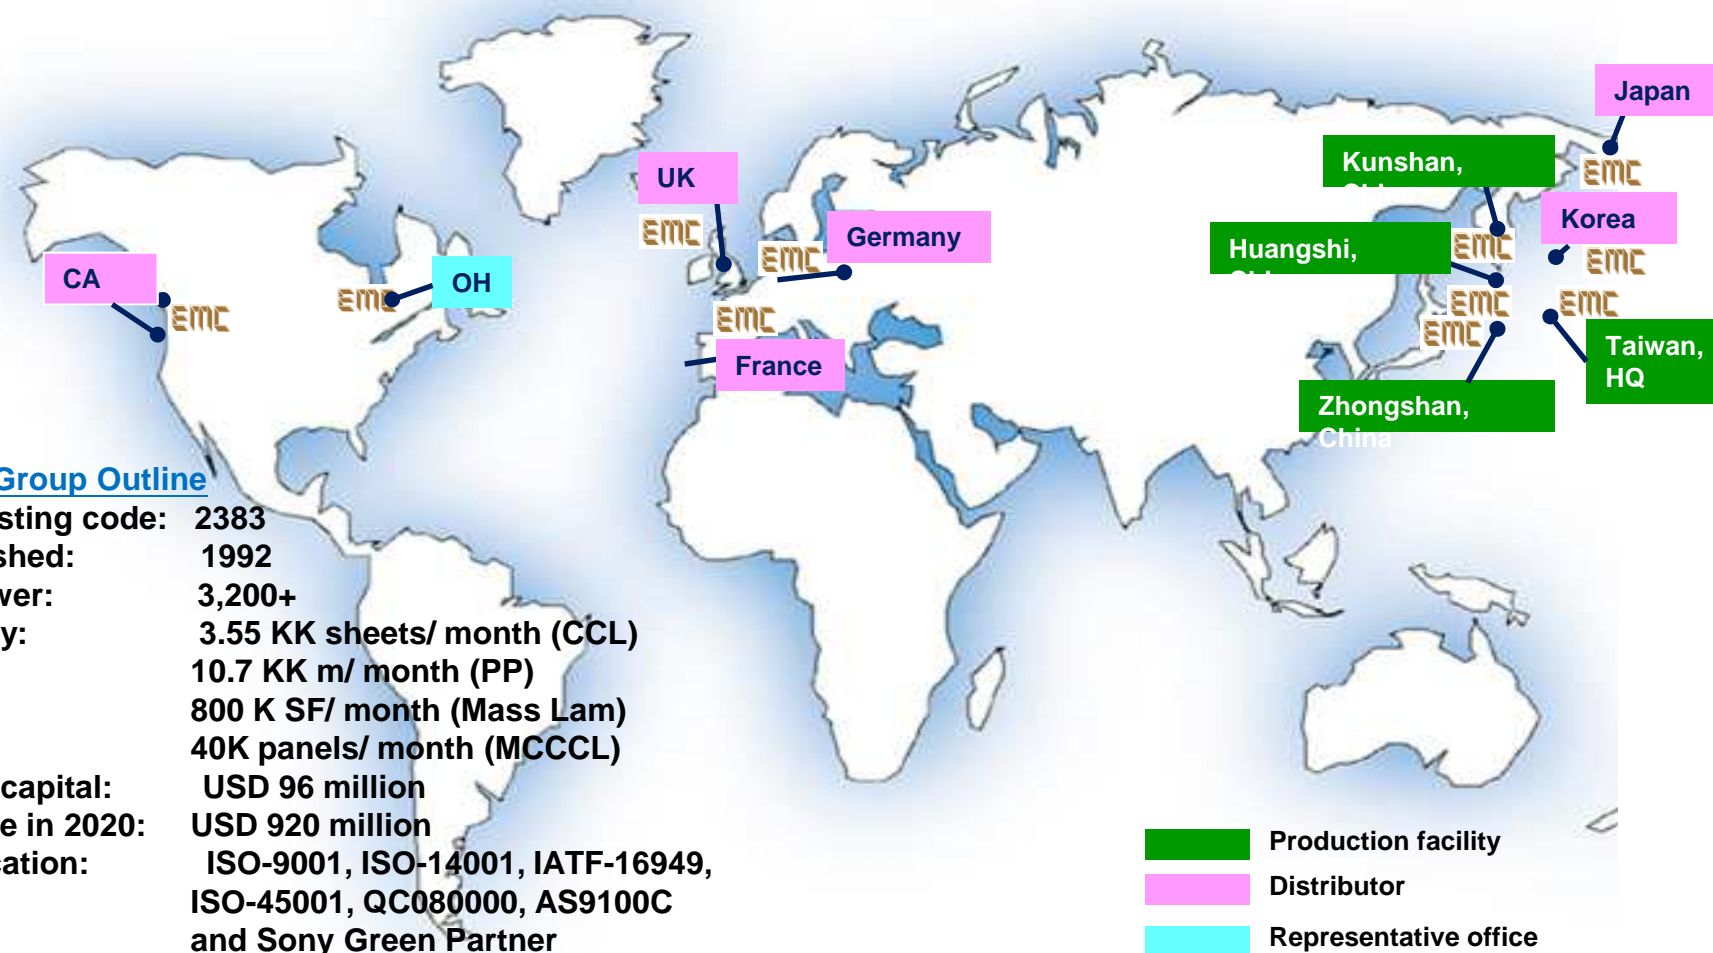 Japan
Kunshan,
UK
EMC
Korea
EMC
Germany
EMC
Huangshi,
EMC
EMC
CA
OH
EMC
EMC
EMC
EMC
EMC
EMC
France
Taiwan,
HQ
Zhongshan,
China
Group Outline
sting code: 2383
shed: 1992
wer: 3,200+
y: 3.55 KK sheets/ month (CCL)
10.7 KK m/ month (PP)
800 K SF/ month (Mass Lam)
40K panels/ month (MCCCL)
capital: USD 96 million
e in 2020: USD 920 million
cation: ISO-9001, ISO-14001, IATF-16949,
ISO-45001, QC080000, AS9100C
and Sony Green Partner
Production facility
Distributor
Representative office